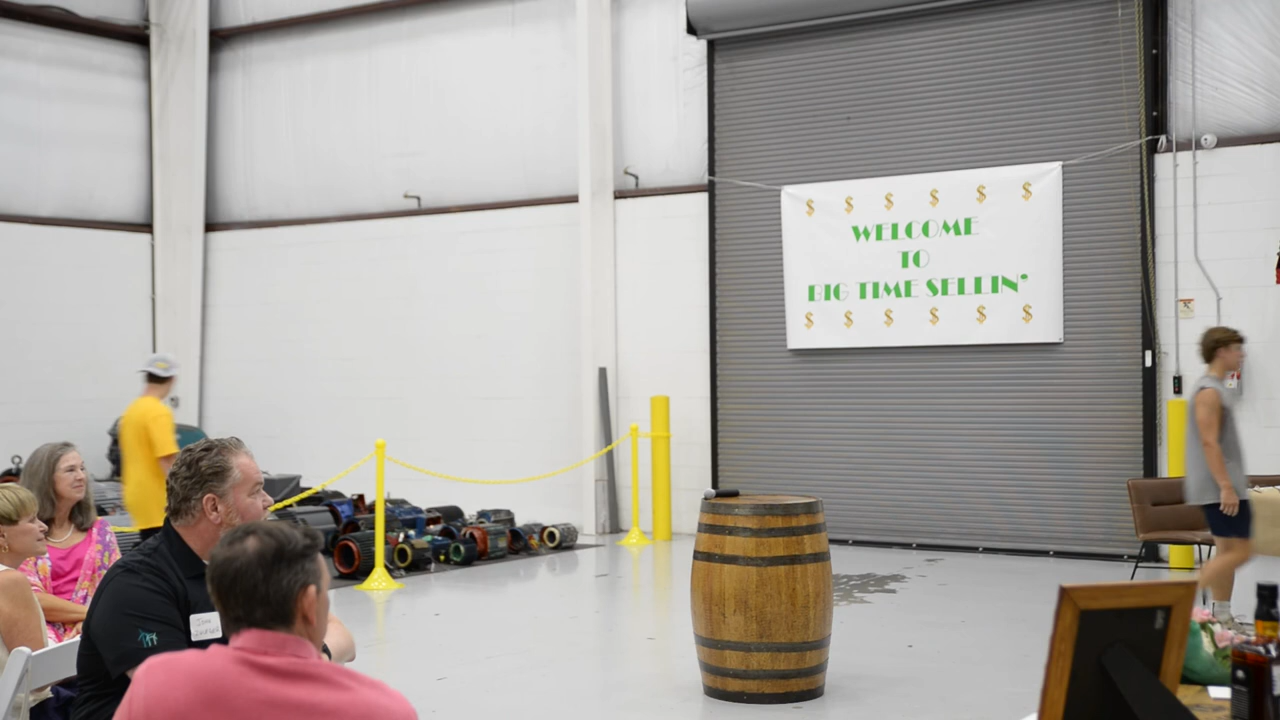 $ $ $ $ $ $
WELCOME
TO
BIG TIME SELLIN'
$ $ $ $ $ $